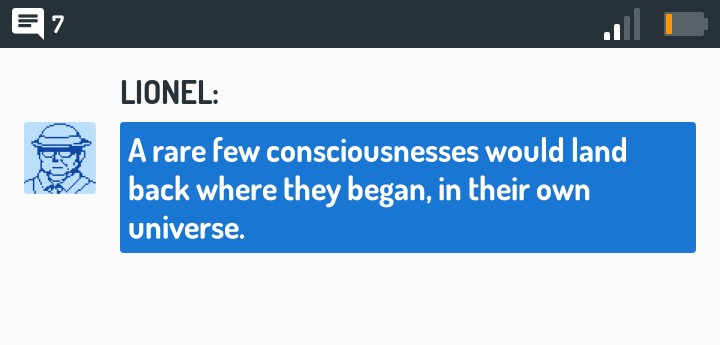 7
LIONEL:
A rare few consciousnesses would land
back where they began, in their own
universe.